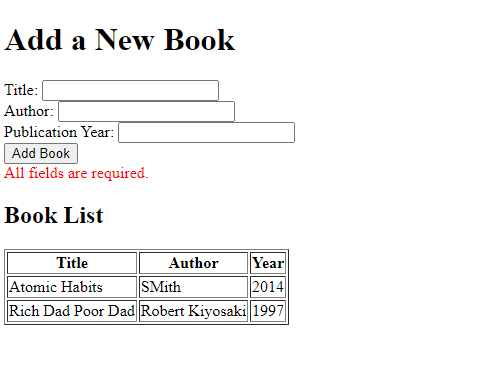 Add a New Book
Title:
Author:
Publication Year:
Add Book
All fields are required.
Book List
Title Author Year
Atomic Habits SMith 2014
Rich Dad Poor Dad Robert Kiyosaki 1997